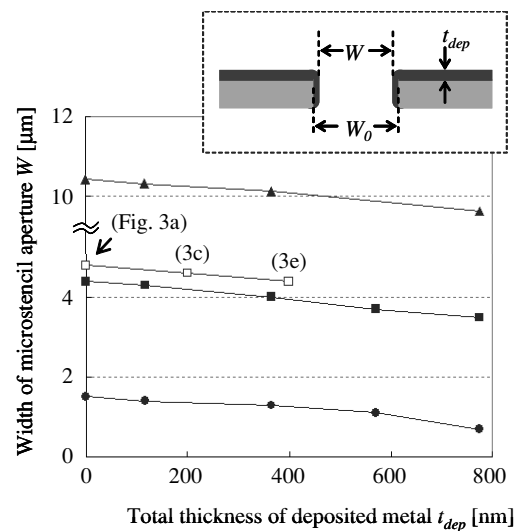 t_dep
W
W_0
12
10
4
2
0
(Fig. 3a)
(3c)
(3e)
0
200
400
600
800
Width of microstencil aperture W [μm]
Total thickness of deposited metal t_dep [nm]